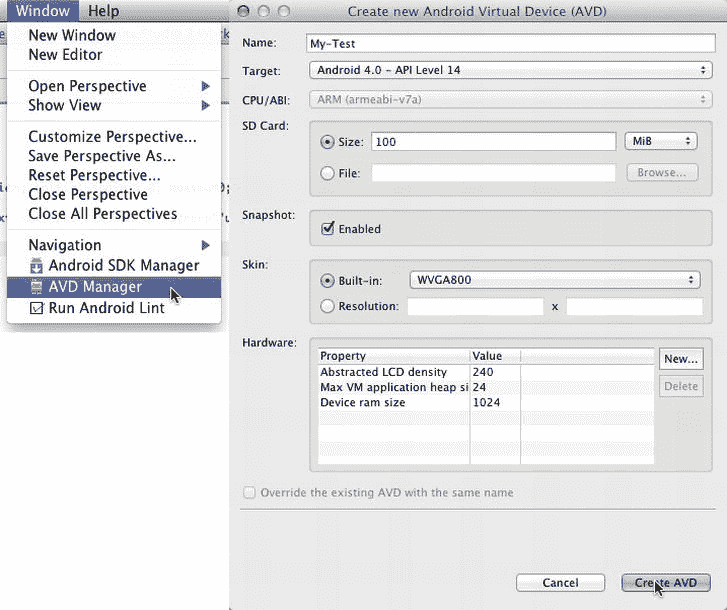 Window Help
New Window
New Editor
Open Perspective
Show View
Customize Perspective...
Save Perspective As...
Reset Perspective...
Close Perspective
Close All Perspectives
Navigation
Android SDK Manager
AVD Manager
Run Android Lint
Create new Android Virtual Device (AVD)
Name: My-Test
Target: Android 4.0 - API Level 14
CPU/ABI: ARM (armeabi-v7a)
SD Card:
Size: 100 MiB
File: Browse...
Snapshot:
Enabled
Skin:
Built-in: WVGA800
Resolution: x
Hardware:
Property Value
New...
Abstracted LCD density 240
Max VM application heap si 24
Delete
Device ram size 1024
Override the existing AVD with the same name
Cancel Create AVD